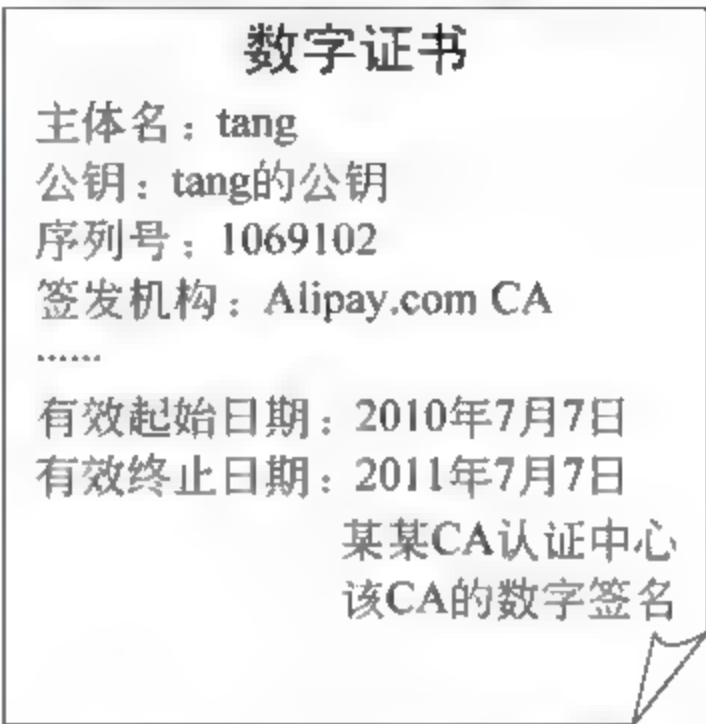 数字证书
主体名：tang
公钥：tang的公钥
序列号：1069102
签发机构：Alipay.com CA
……
有效起始日期：2010年7月7日
有效终止日期：2011年7月7日
某某CA认证中心
该CA的数字签名